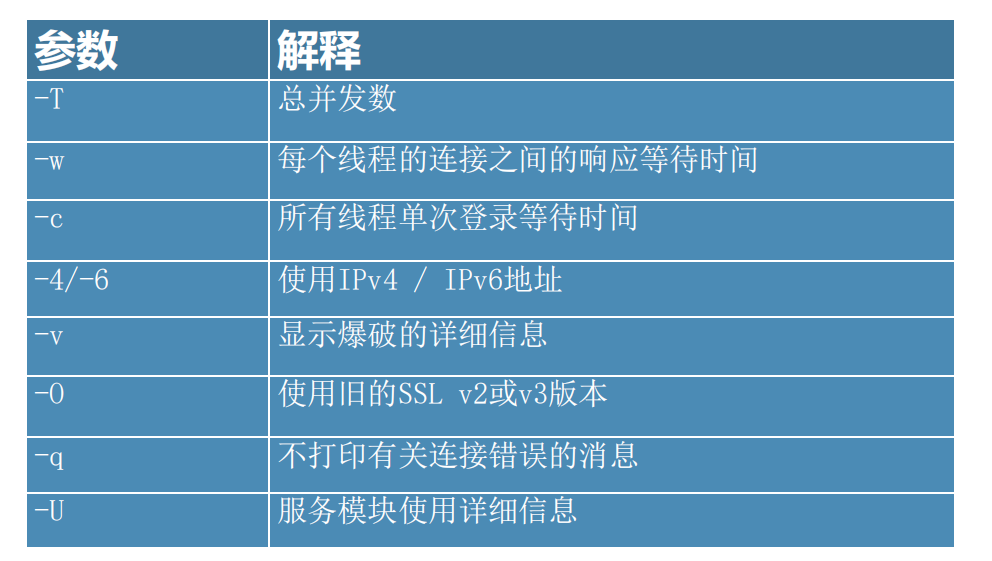 参数 解释
-T 总并发数
-w 每个线程的连接之间的响应等待时间
-c 所有线程单次登录等待时间
-4/-6 使用IPv4 / IPv6地址
-v 显示爆破的详细信息
-O 使用旧的SSL v2或v3版本
-q 不打印有关连接错误的消息
-U 服务模块使用详细信息